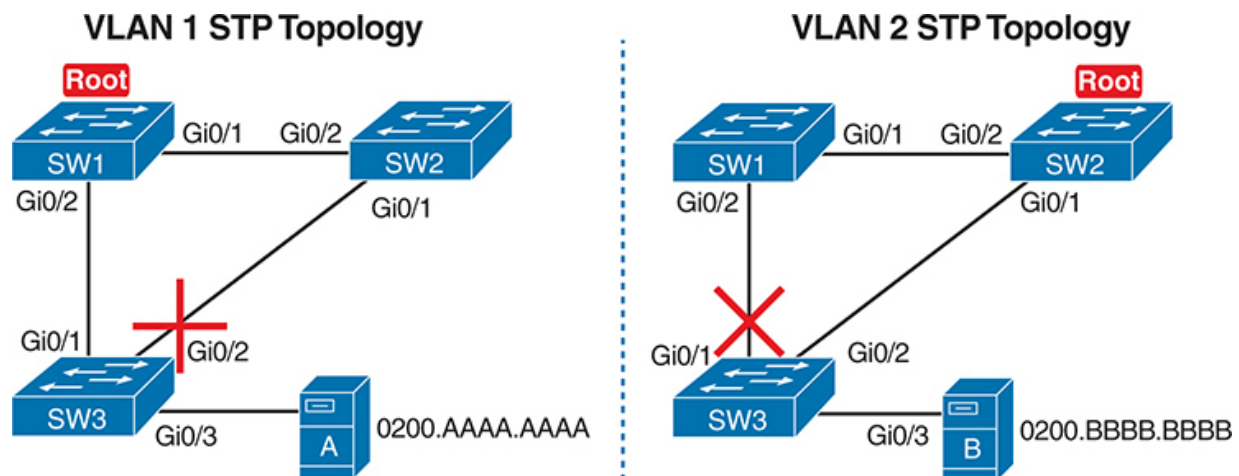 VLAN 1 STP Topology
Root
SW1
Gi0/1
Gi0/2
SW2
Gi0/2
Gi0/1
Gi0/1
Gi0/2
SW3
Gi0/3
A
0200.AAAA.AAAA
VLAN 2 STP Topology
Root
SW1
Gi0/1
Gi0/2
SW2
Gi0/2
Gi0/1
Gi0/1
Gi0/2
SW3
Gi0/3
B
0200.BBBB.BBBB